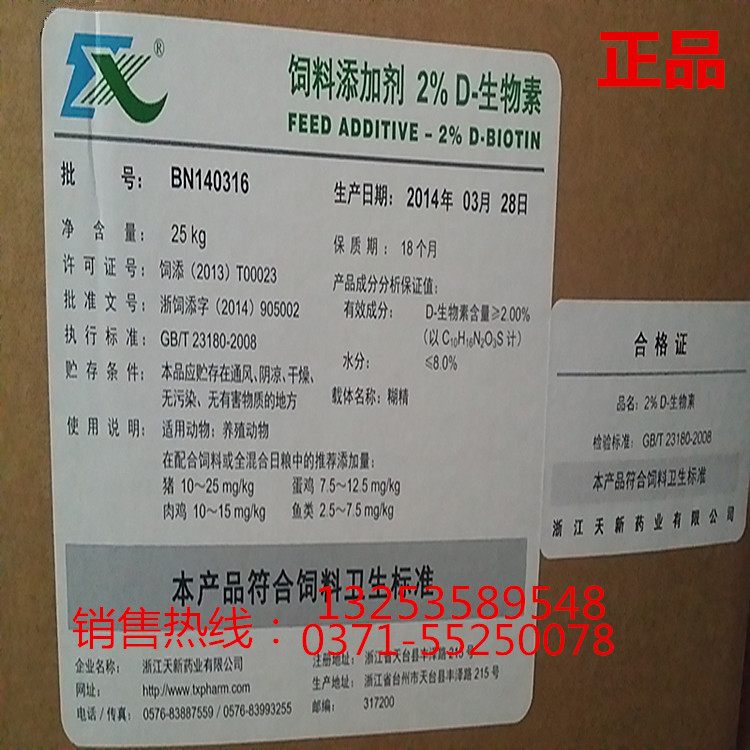 正品
EX®
饲料添加剂 2% D-生物素
FEED ADDITIVE – 2% D-BIOTIN
批 号： BN140316
生产日期： 2014年 03月 28日
净 含 量： 25 kg
保 质 期： 18个月
许 可 证 号： 饲添（2013）T00023
产品成分分析保证值：
批 准 文 号： 浙饲添字（2014）905002
有效成分： D-生物素含量≥2.00%
（以 C₁₀H₁₆N₂O₃S 计）
执 行 标 准： GB/T 23180-2008
水分： ≤8.0%
贮 存 条 件： 本品应贮存在通风、阴凉、干燥、
无污染、无有害物质的地方
载体名称：糊精
使 用 说 明： 适用动物：养殖动物
在配合饲料或全混合日粮中的推荐添加量：
猪 10～25 mg/kg 蛋鸡 7.5～12.5 mg/kg
肉鸡 10～15 mg/kg 鱼类 2.5～7.5 mg/kg
本产品符合饲料卫生标准
销售热线：13253589548
0371-55250078
企业名称： 浙江天新药业有限公司
网址： http://www.txpharm.com
电话 / 传真： 0576-83887559 / 0576-83993255
注册地址： 浙江省天台县丰泽路 215 号
生产地址： 浙江省台州市天台县丰泽路 215 号
邮编： 317200
合 格 证
品名：2% D-生物素
检验标准：GB/T 23180-2008
本产品符合饲料卫生标准
浙 江 天 新 药 业 有 限 公 司